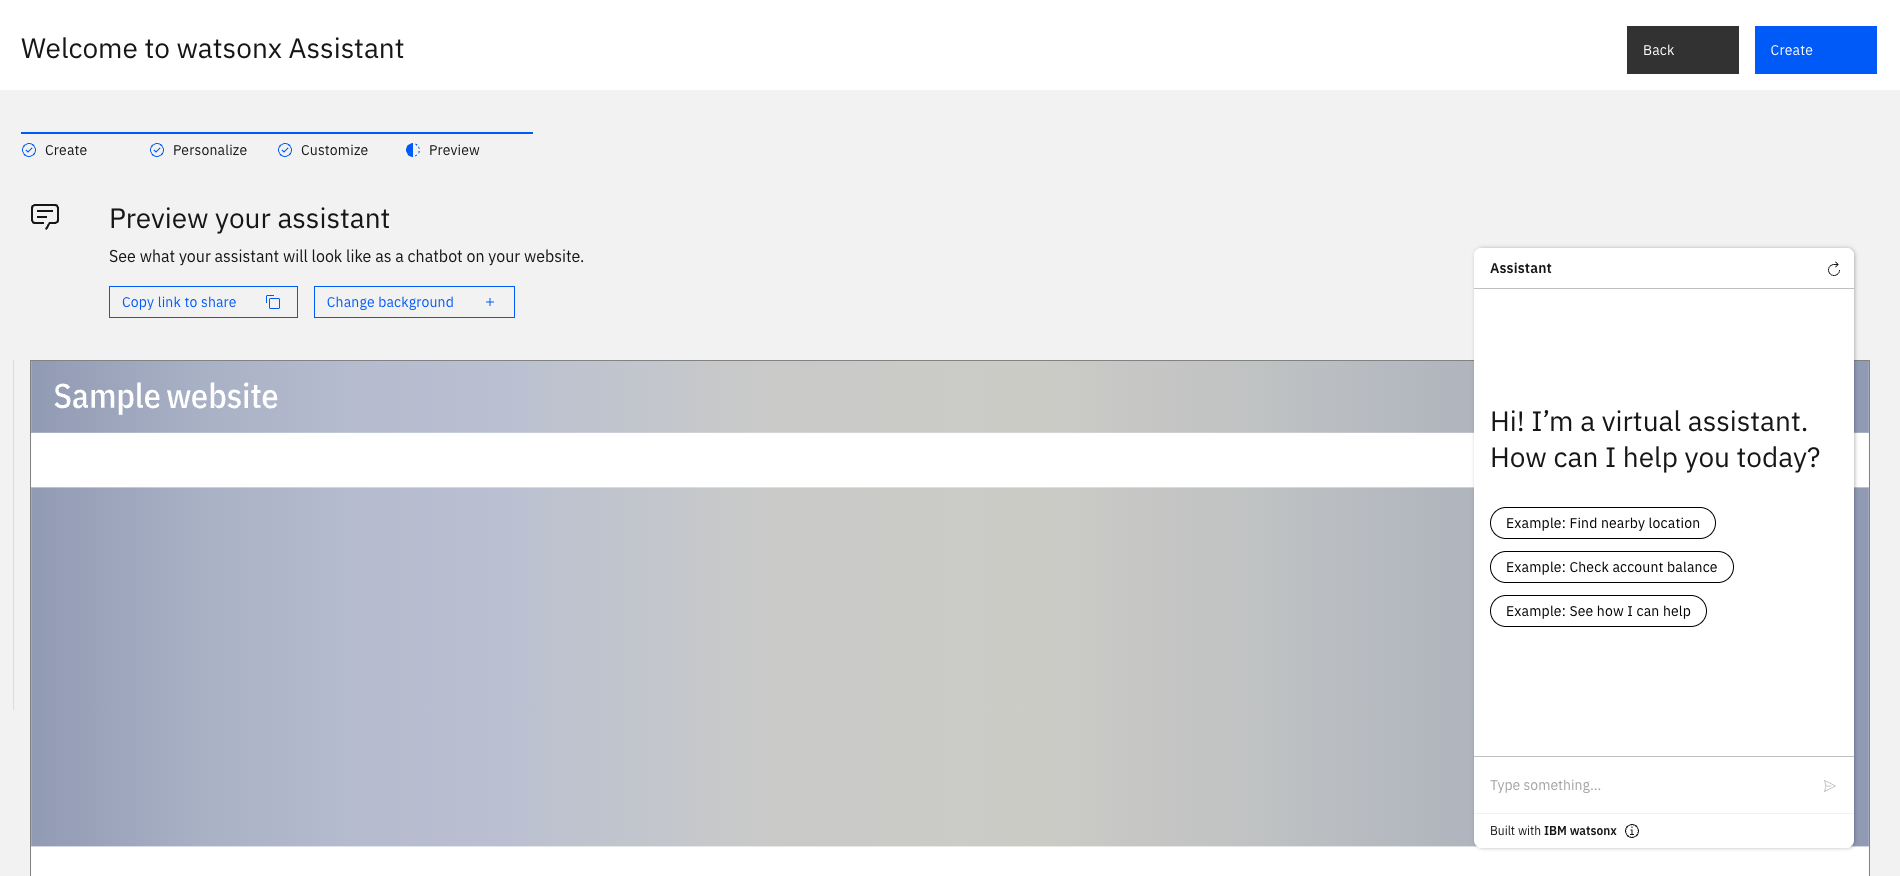 Welcome to watsonx Assistant
Back
Create
Create
Personalize
Customize
Preview
Preview your assistant
See what your assistant will look like as a chatbot on your website.
Copy link to share
Change background
Sample website
Assistant
Hi! I’m a virtual assistant.
How can I help you today?
Example: Find nearby location
Example: Check account balance
Example: See how I can help
Type something...
Built with IBM watsonx